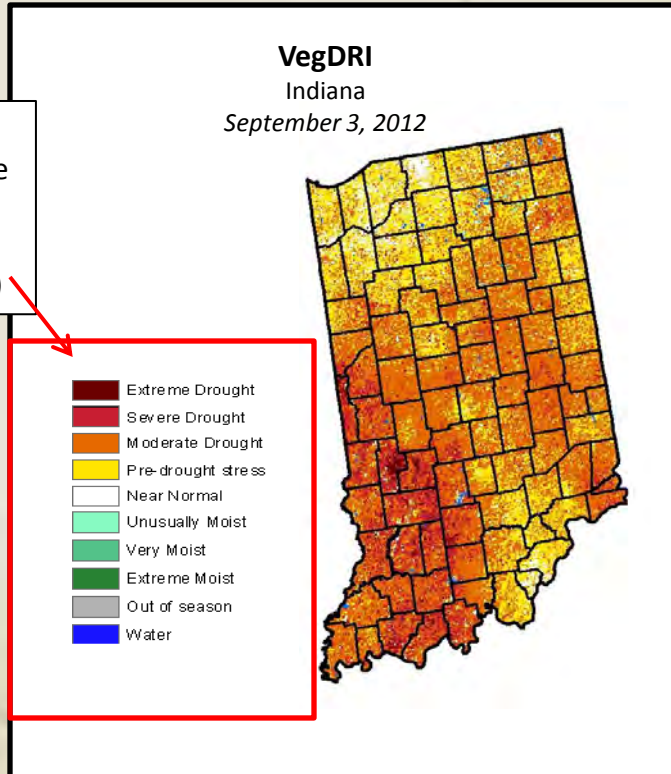 VegDRI
Indiana
September 3, 2012
e
)
Extreme Drought
Severe Drought
Moderate Drought
Pre-drought stress
Near Normal
Unusually Moist
Very Moist
Extreme Moist
Out of season
Water